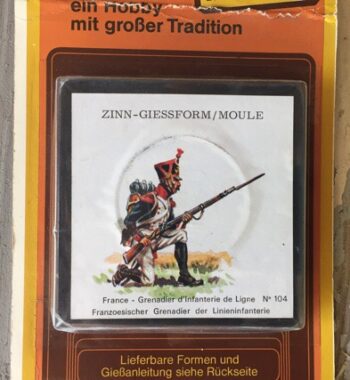 ein Hobby
mit großer Tradition
ZINN-GIESSFORM/MOULE
France - Grenadier d'Infanterie de Ligne Nº 104
Franzoesischer Grenadier der Linieninfanterie
Lieferbare Formen und
Gießanleitung siehe Rückseite